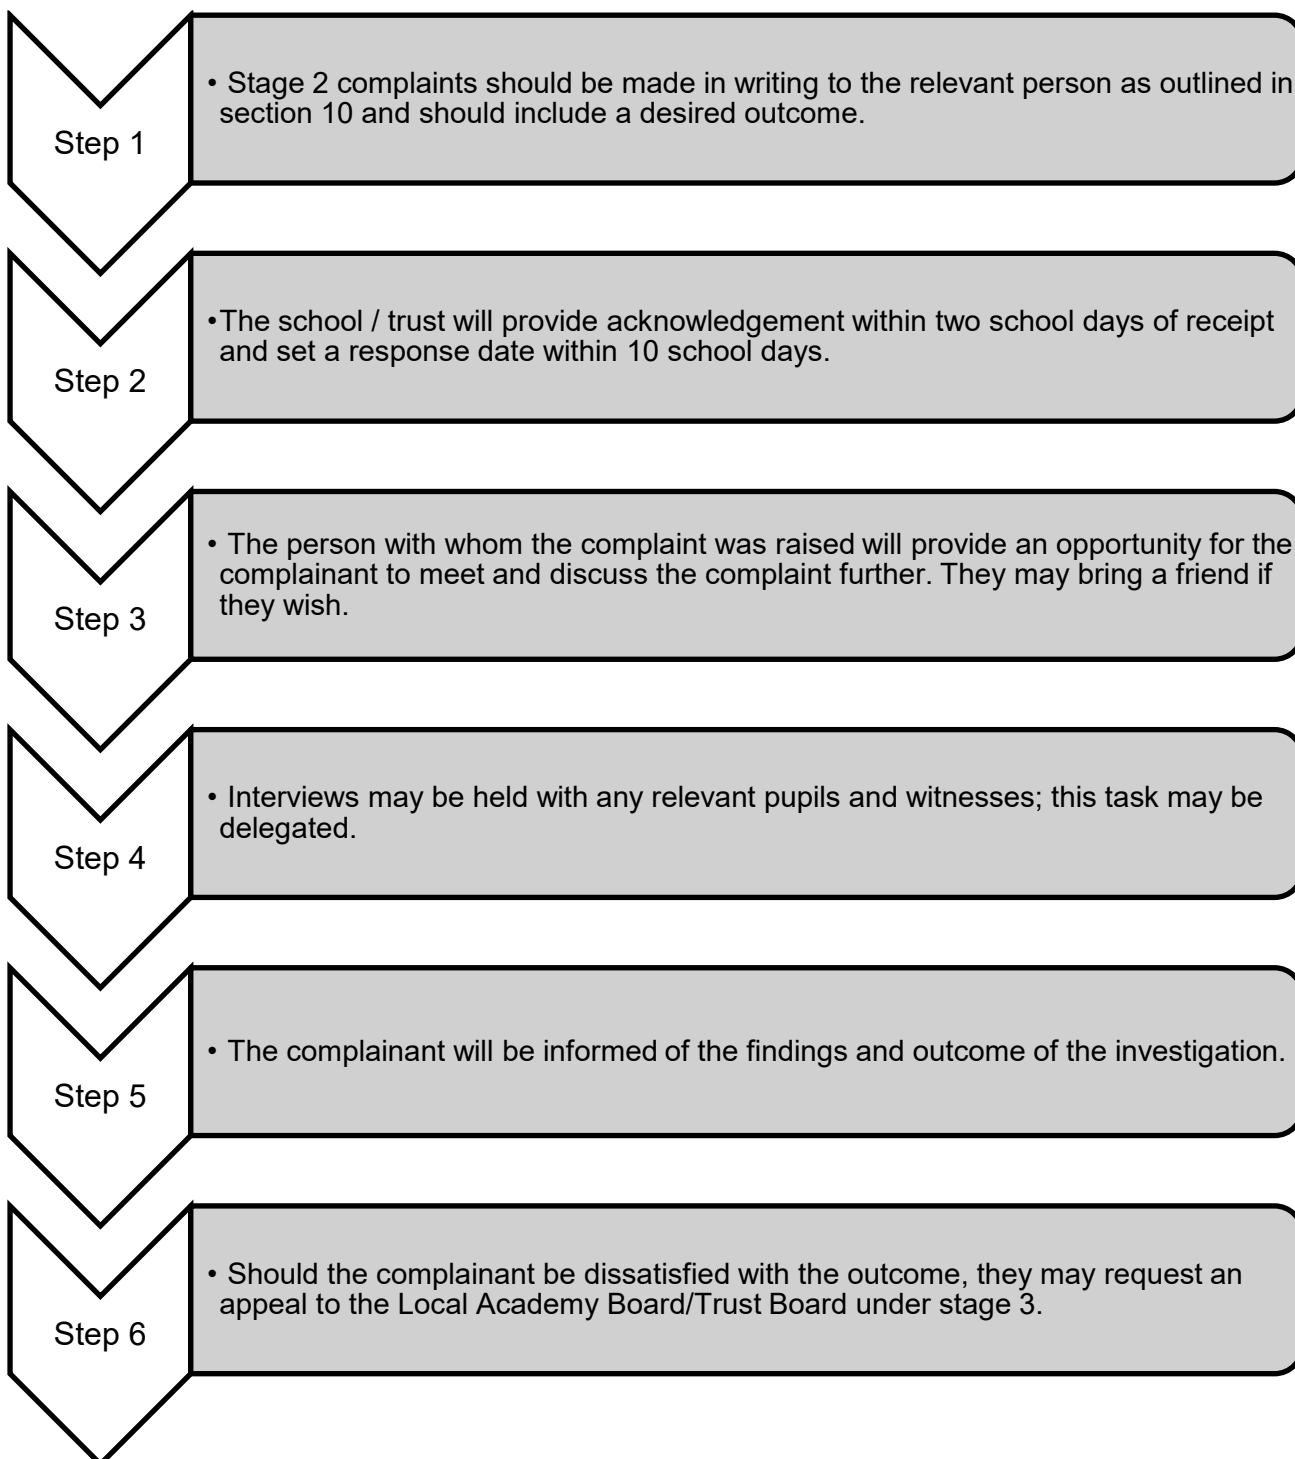 Step 1
• Stage 2 complaints should be made in writing to the relevant person as outlined in
section 10 and should include a desired outcome.
Step 2
•The school / trust will provide acknowledgement within two school days of receipt
and set a response date within 10 school days.
Step 3
• The person with whom the complaint was raised will provide an opportunity for the
complainant to meet and discuss the complaint further. They may bring a friend if
they wish.
Step 4
• Interviews may be held with any relevant pupils and witnesses; this task may be
delegated.
Step 5
• The complainant will be informed of the findings and outcome of the investigation.
Step 6
• Should the complainant be dissatisfied with the outcome, they may request an
appeal to the Local Academy Board/Trust Board under stage 3.